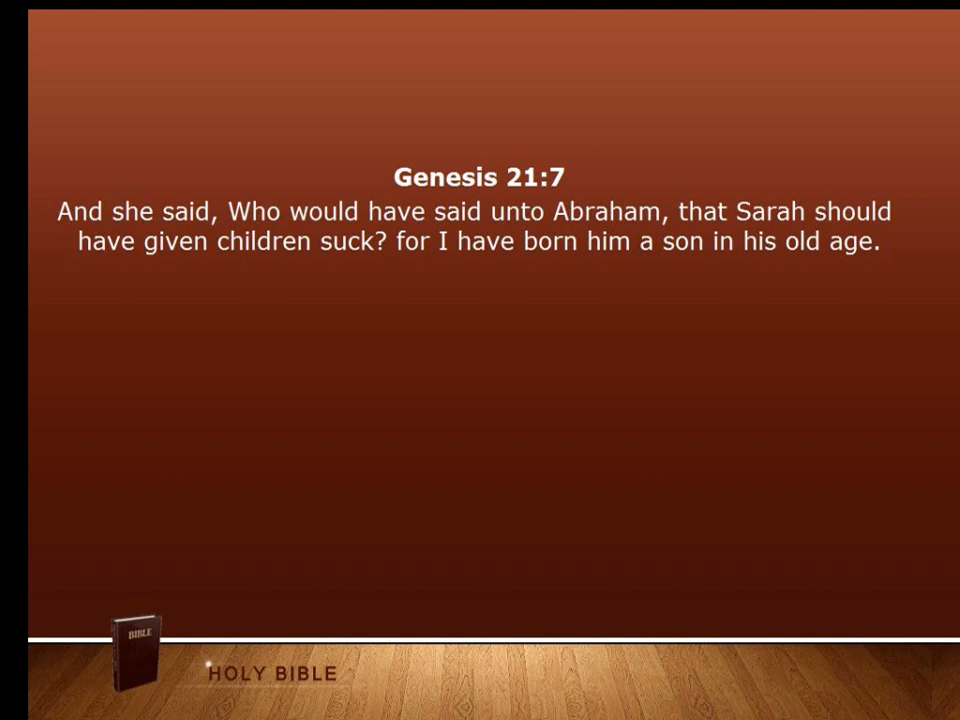 Genesis 21:7
And she said, Who would have said unto Abraham, that Sarah should
have given children suck? for I have born him a son in his old age.
BIBLE
HOLY BIBLE